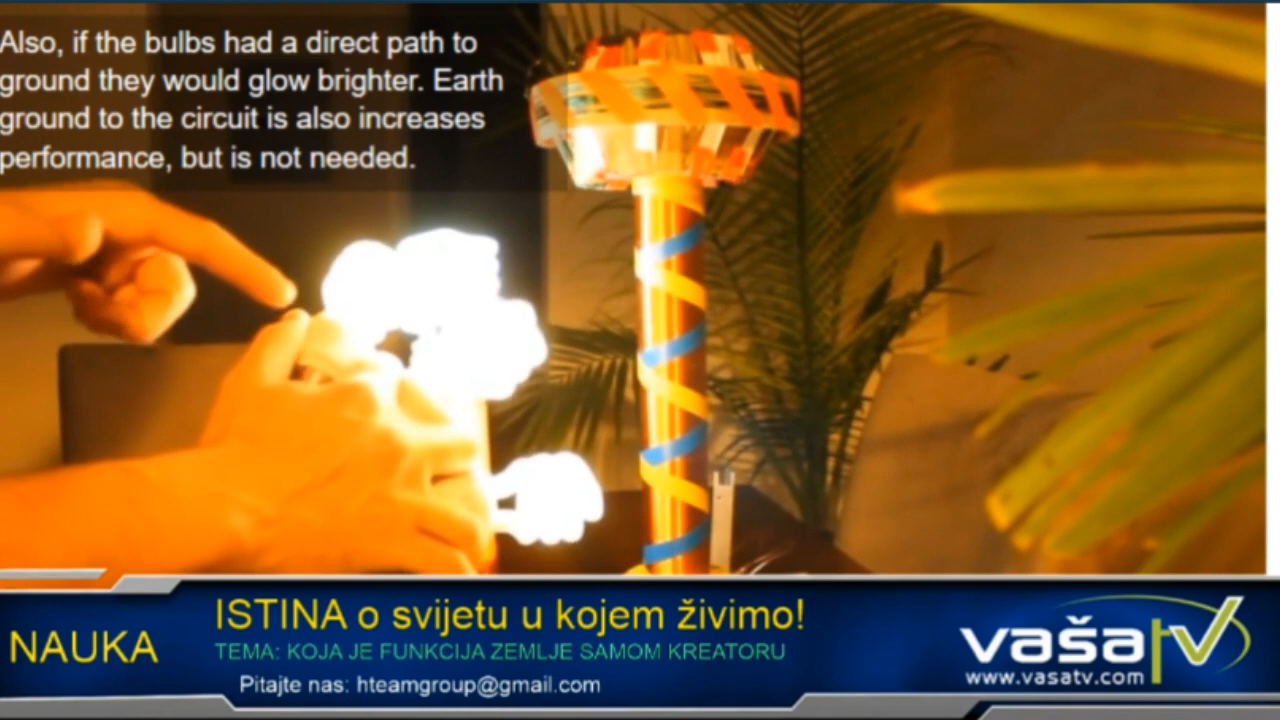 Also, if the bulbs had a direct path to
ground they would glow brighter. Earth
ground to the circuit is also increases
performance, but is not needed.
NAUKA
ISTINA o svijetu u kojem živimo!
TEMA: KOJA JE FUNKCIJA ZEMLJE SAMOM KREATORU
Pitajte nas: hteamgroup@gmail.com
vaša tv
www.vasatv.com